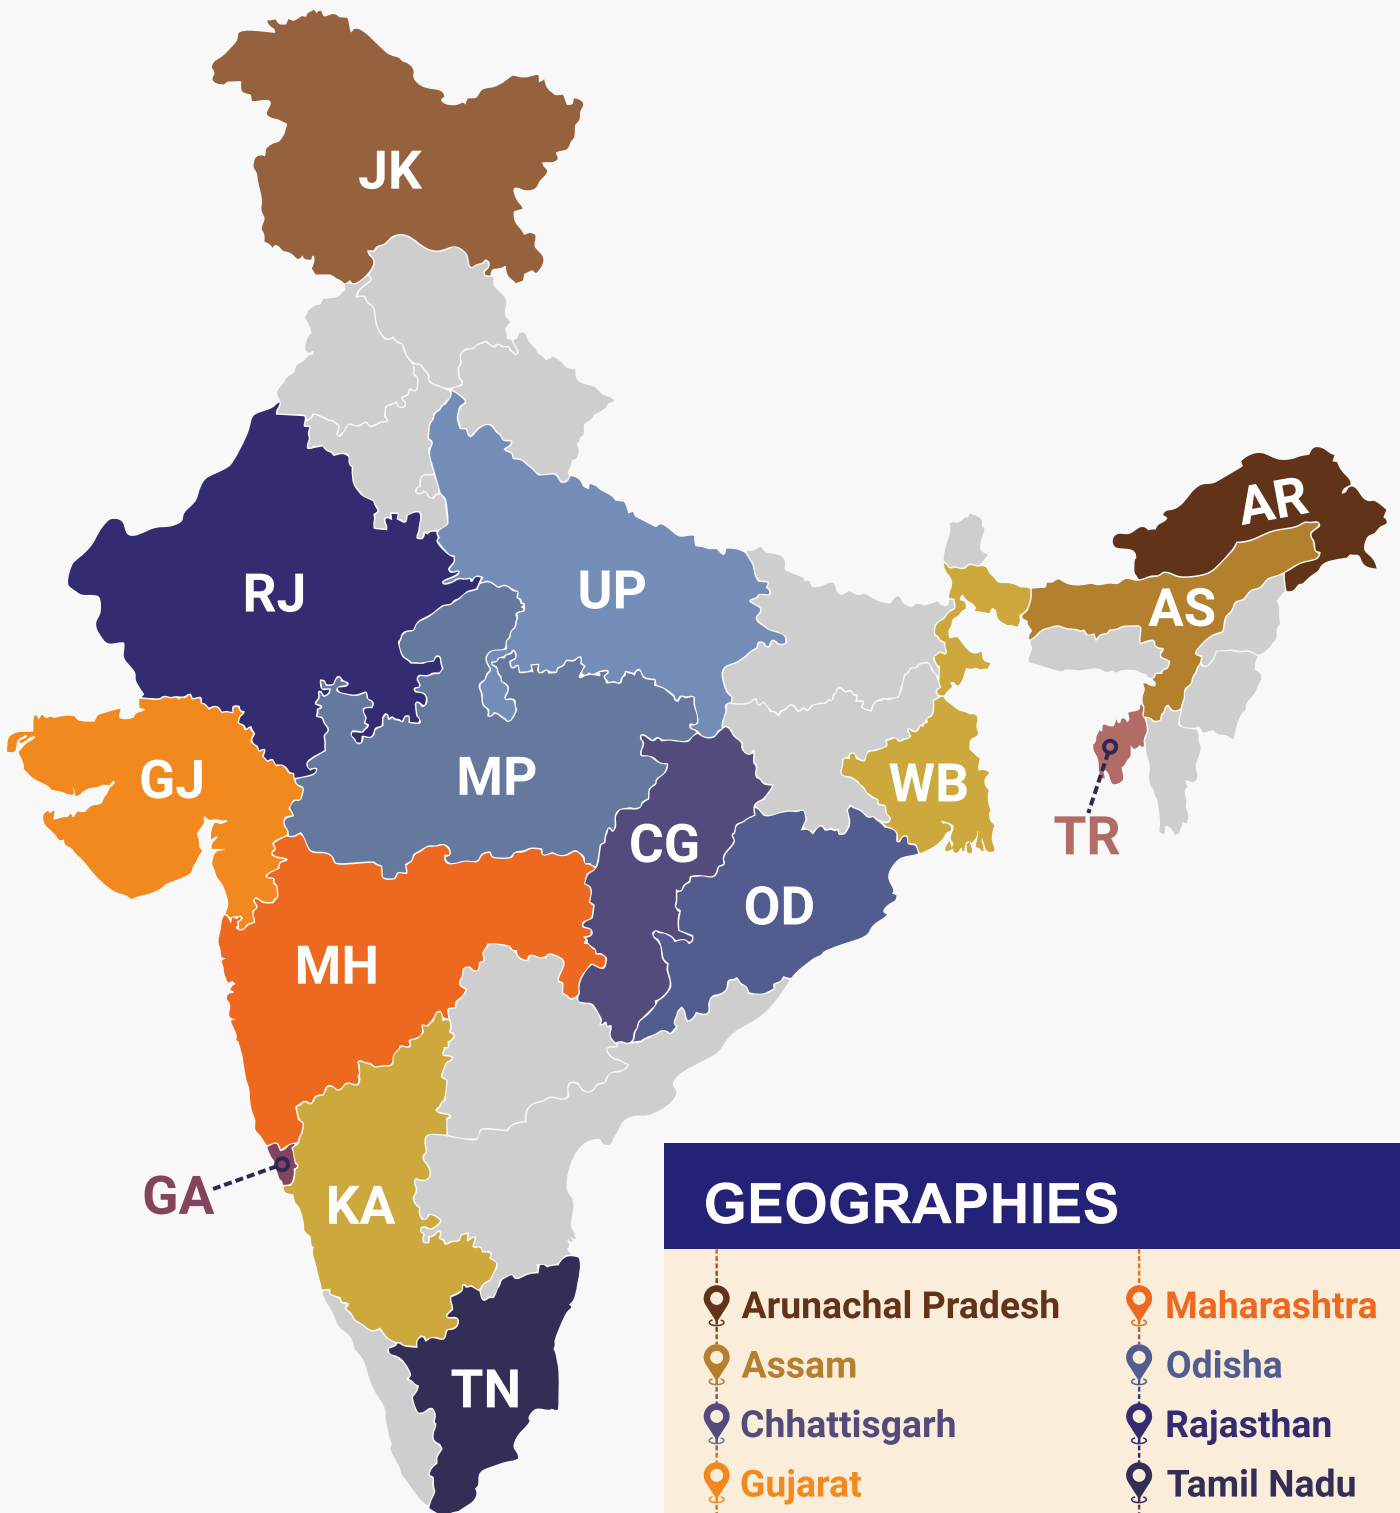 JK
AR
RJ
UP
AS
GJ
MP
WB
TR
CG
OD
MH
GA
KA
TN
GEOGRAPHIES
Arunachal Pradesh
Assam
Chhattisgarh
Gujarat
Maharashtra
Odisha
Rajasthan
Tamil Nadu